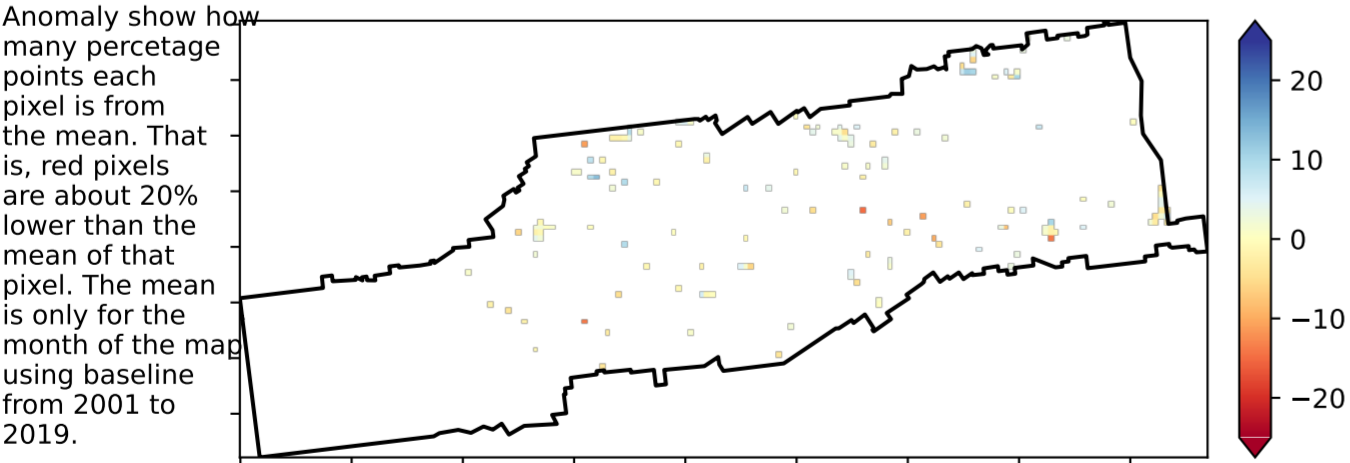 Anomaly show how
many percetage
points each
pixel is from
the mean. That
is, red pixels
are about 20%
lower than the
mean of that
pixel. The mean
is only for the
month of the map
using baseline
from 2001 to
2019.
20
10
0
−10
−20